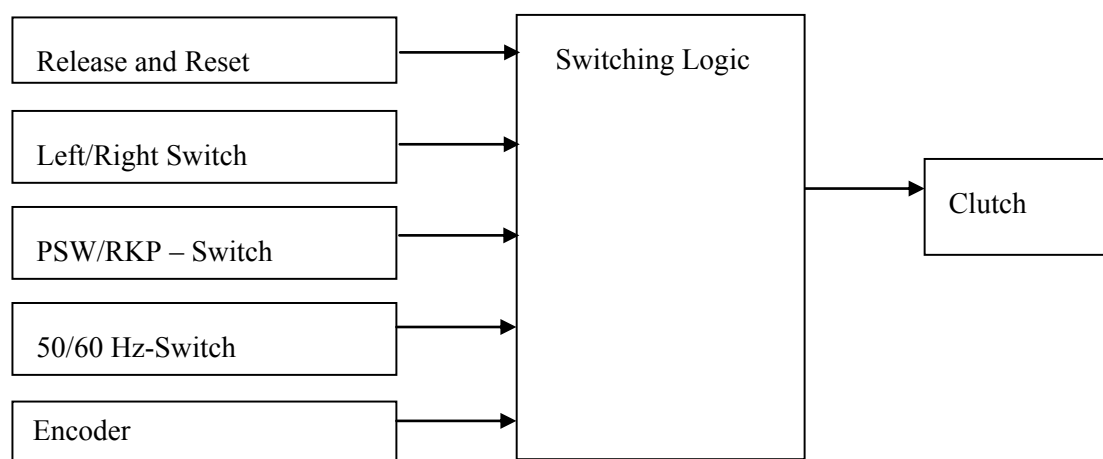 Release and Reset
Left/Right Switch
PSW/RKP – Switch
50/60 Hz-Switch
Encoder
Switching Logic
Clutch